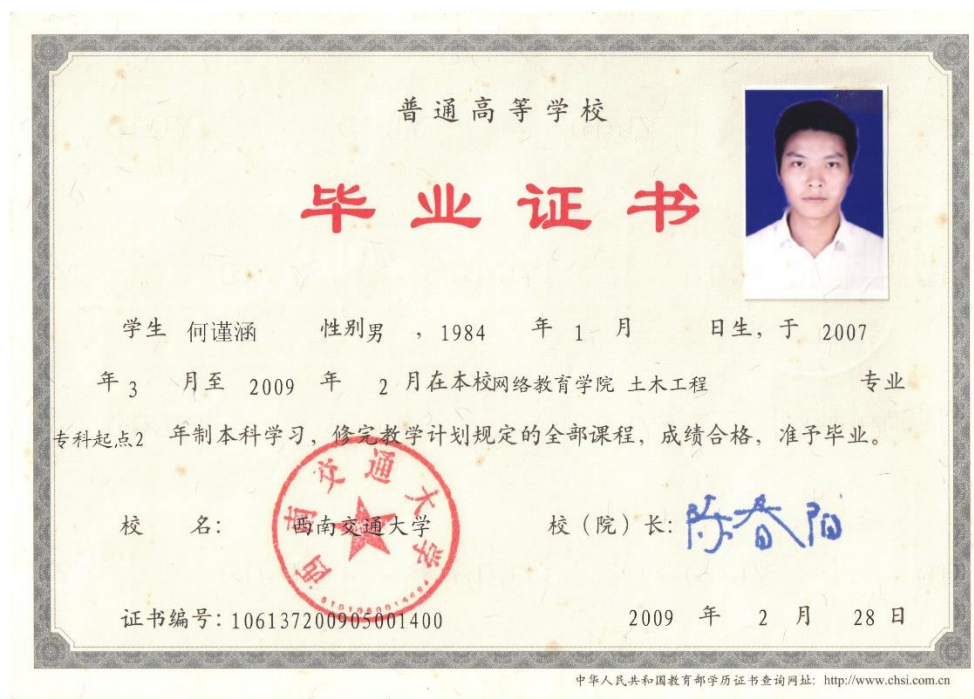 普通高等学校
毕业证书
学生 何谨涵 性别男 ,1984 年 1 月 日生,于 2007
年 3 月至 2009 年 2 月在本校网络教育学院 土木工程 专业
专科起点2 年制本科学习,修完教学计划规定的全部课程,成绩合格,准予毕业。
西南交通大学
校 名: 西南交通大学 校(院)长: 陈春阳
证书编号: 106137200905001400 2009 年 2 月 28 日
中华人民共和国教育部学历证书查询网址: http://www.chsi.com.cn